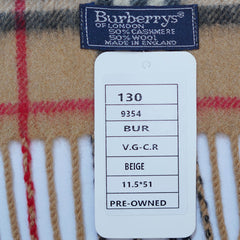 Burberrys
OF LONDON
50% CASHMERE
50% WOOL
MADE IN ENGLAND
130
9354
BUR
V.G-C.R
BEIGE
11.5*51
PRE-OWNED